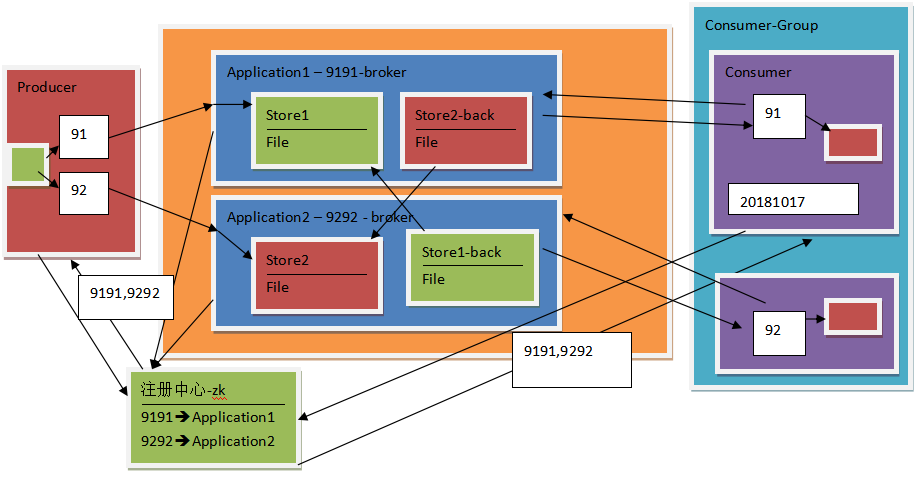 Producer
91
92
9191,9292
Application1 – 9191-broker
Store1
File
Store2-back
File
Application2 – 9292 - broker
Store2
File
Store1-back
File
注册中心-zk
9191➔Application1
9292➔Application2
9191,9292
Consumer-Group
Consumer
91
20181017
92